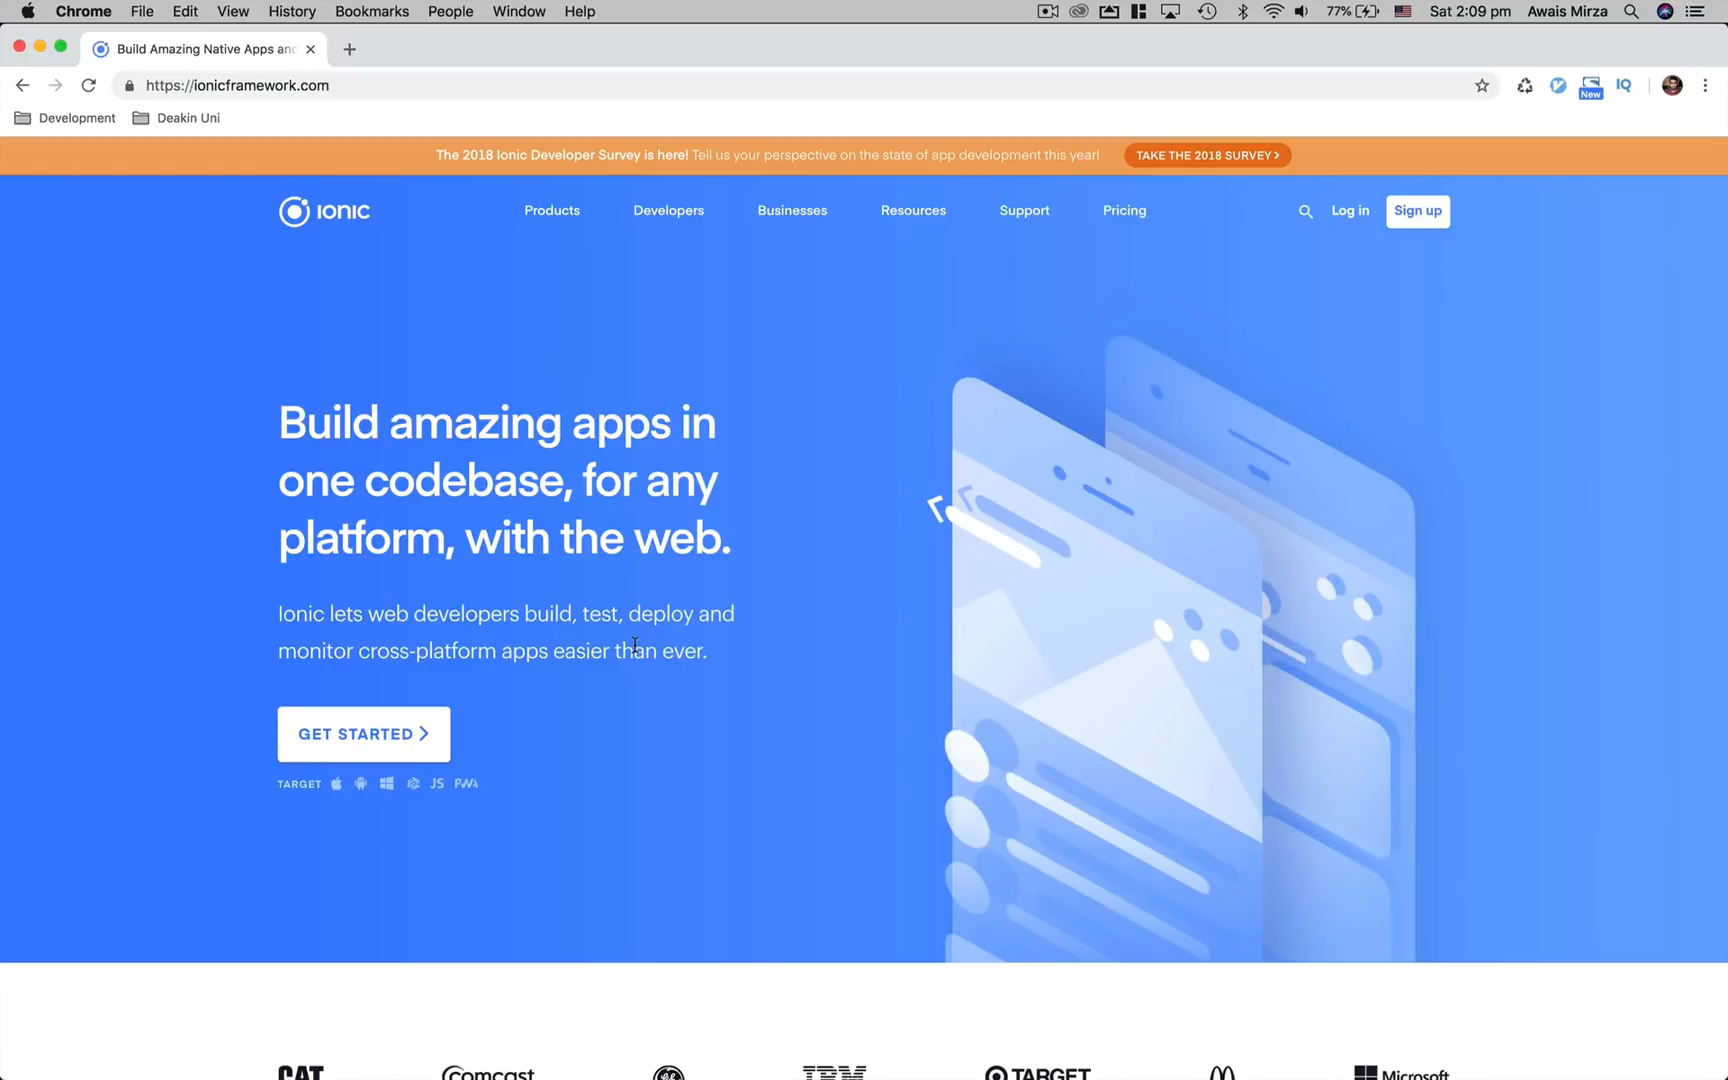 Chrome File Edit View History Bookmarks People Window Help
77% Sat 2:09 pm Awais Mirza
Build Amazing Native Apps and
https://ionicframework.com
New
IQ
Development Deakin Uni
The 2018 Ionic Developer Survey is here! Tell us your perspective on the state of app development this year! TAKE THE 2018 SURVEY >
IONIC Products Developers Businesses Resources Support Pricing Log in Sign up
Build amazing apps in
one codebase, for any
platform, with the web.
Ionic lets web developers build, test, deploy and
monitor cross-platform apps easier than ever.
GET STARTED >
TARGET JS PWA
CAT Comcast GE IBM TARGET Microsoft